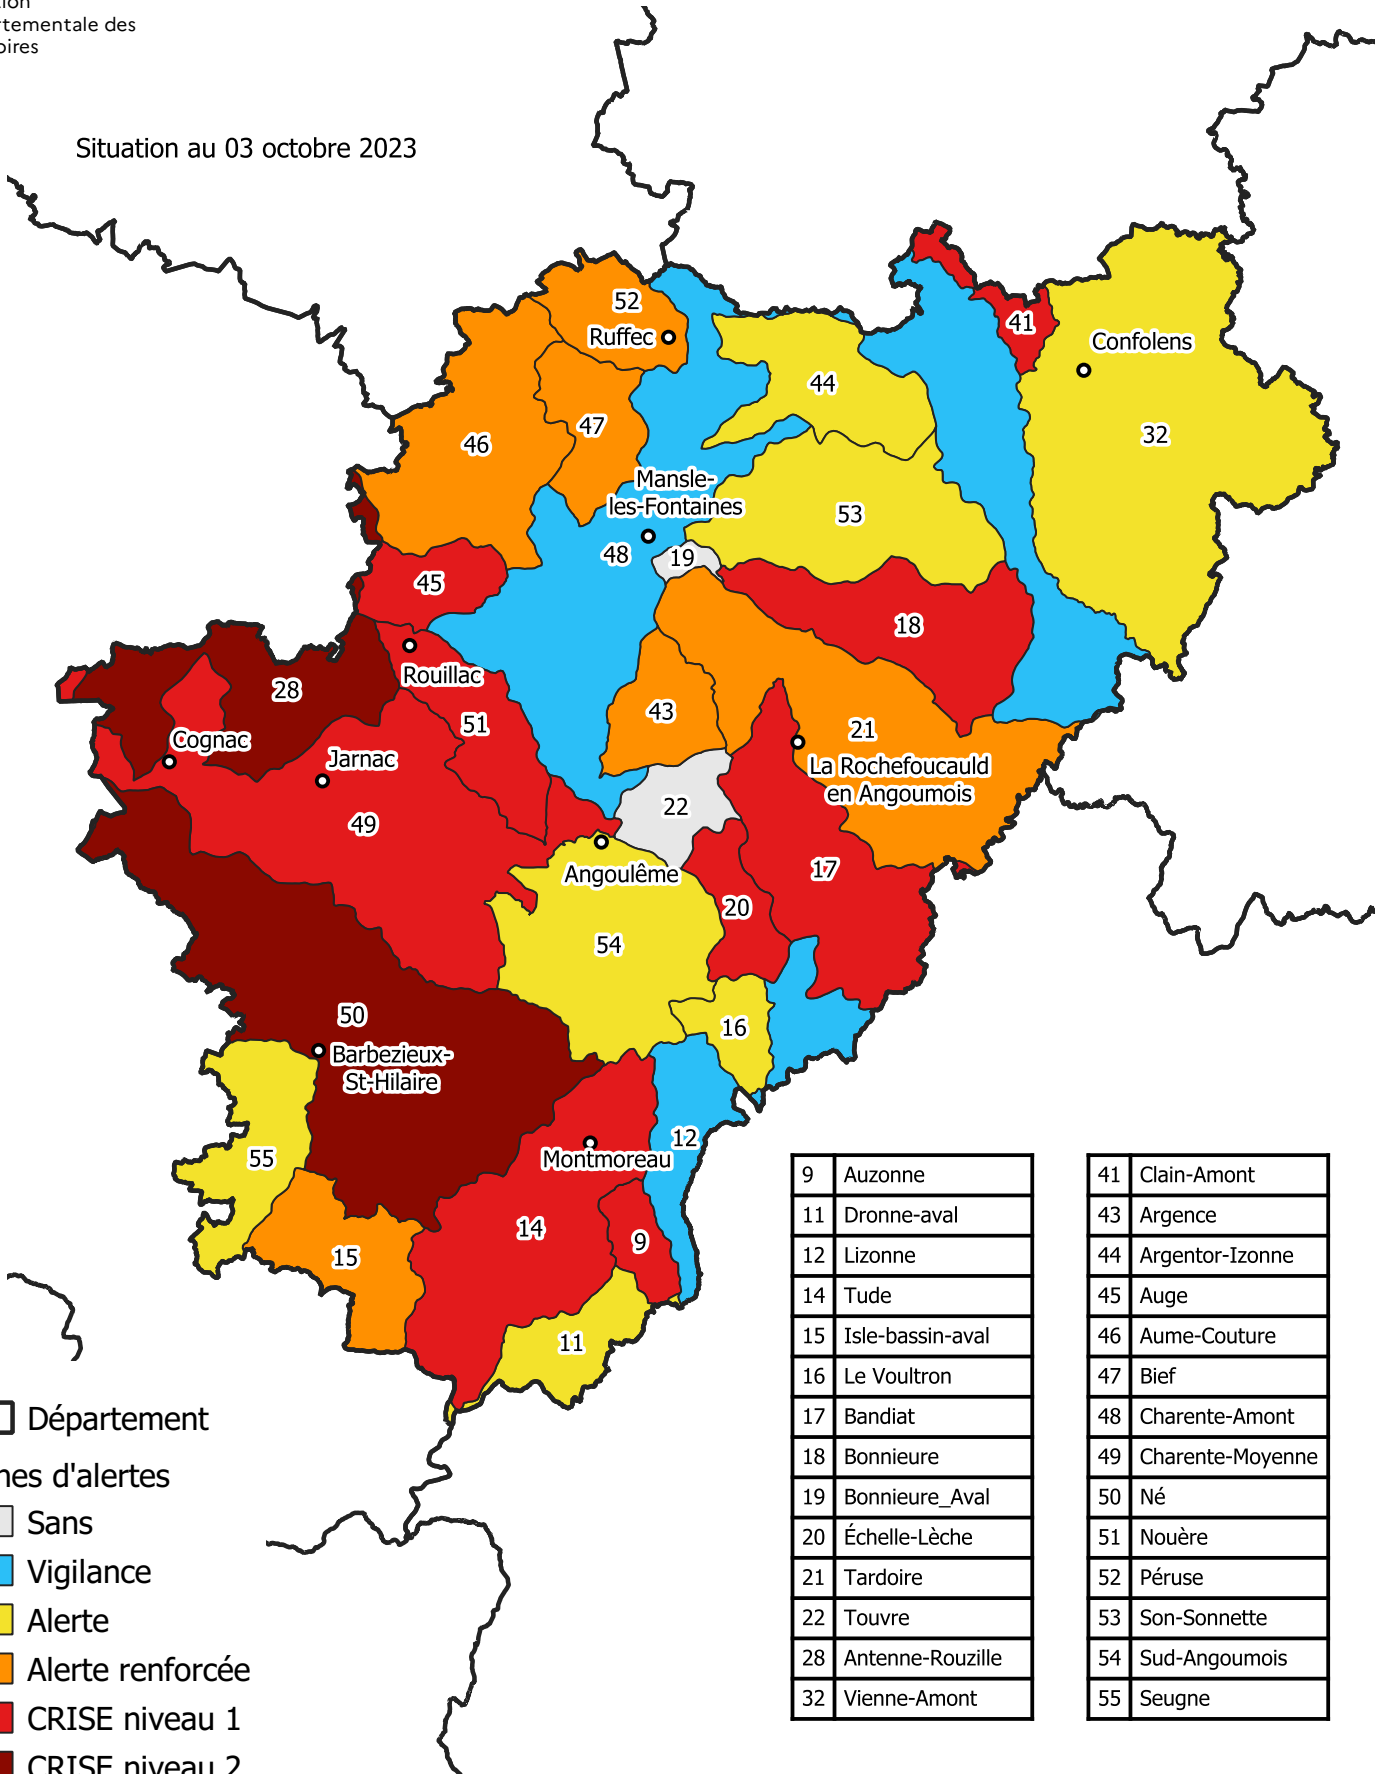 tion
rtementale des
oires
Situation au 03 octobre 2023
52
Ruffec
41
Confolens
44
47
46
32
Mansle-
les-Fontaines
53
48
19
45
18
Rouillac
28
43
51
21
Cognac
Jarnac
La Rochefoucauld
en Angoumois
22
49
Angoulême
17
20
54
50
16
Barbezieux-
St-Hilaire
12
Montmoreau
55
14
9
15
11
9 Auzonne
11 Dronne-aval
12 Lizonne
14 Tude
15 Isle-bassin-aval
16 Le Voultron
17 Bandiat
18 Bonnieure
19 Bonnieure_Aval
20 Échelle-Lèche
21 Tardoire
22 Touvre
28 Antenne-Rouzille
32 Vienne-Amont
41 Clain-Amont
43 Argence
44 Argentor-Izonne
45 Auge
46 Aume-Couture
47 Bief
48 Charente-Amont
49 Charente-Moyenne
50 Né
51 Nouère
52 Péruse
53 Son-Sonnette
54 Sud-Angoumois
55 Seugne
Département
nes d'alertes
Sans
Vigilance
Alerte
Alerte renforcée
CRISE niveau 1
CRISE niveau 2